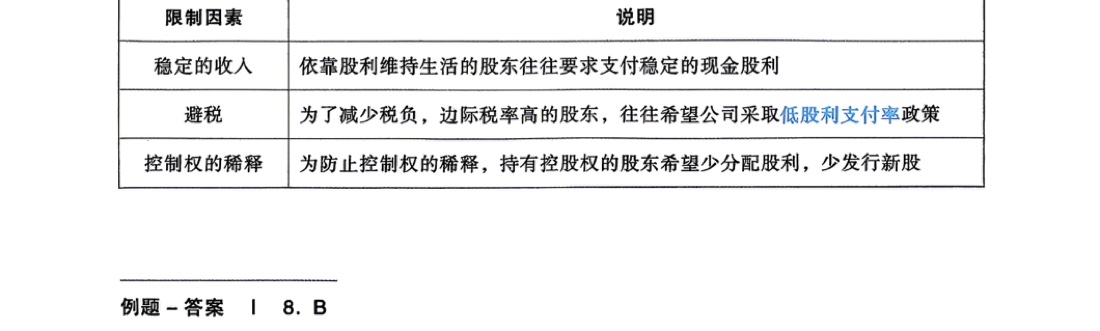 限制因素 说明
稳定的收入 依靠股利维持生活的股东往往要求支付稳定的现金股利
避税 为了减少税负，边际税率高的股东，往往希望公司采取低股利支付率政策
控制权的稀释 为防止控制权的稀释，持有控股权的股东希望少分配股利，少发行新股
例题－答案 | 8. B